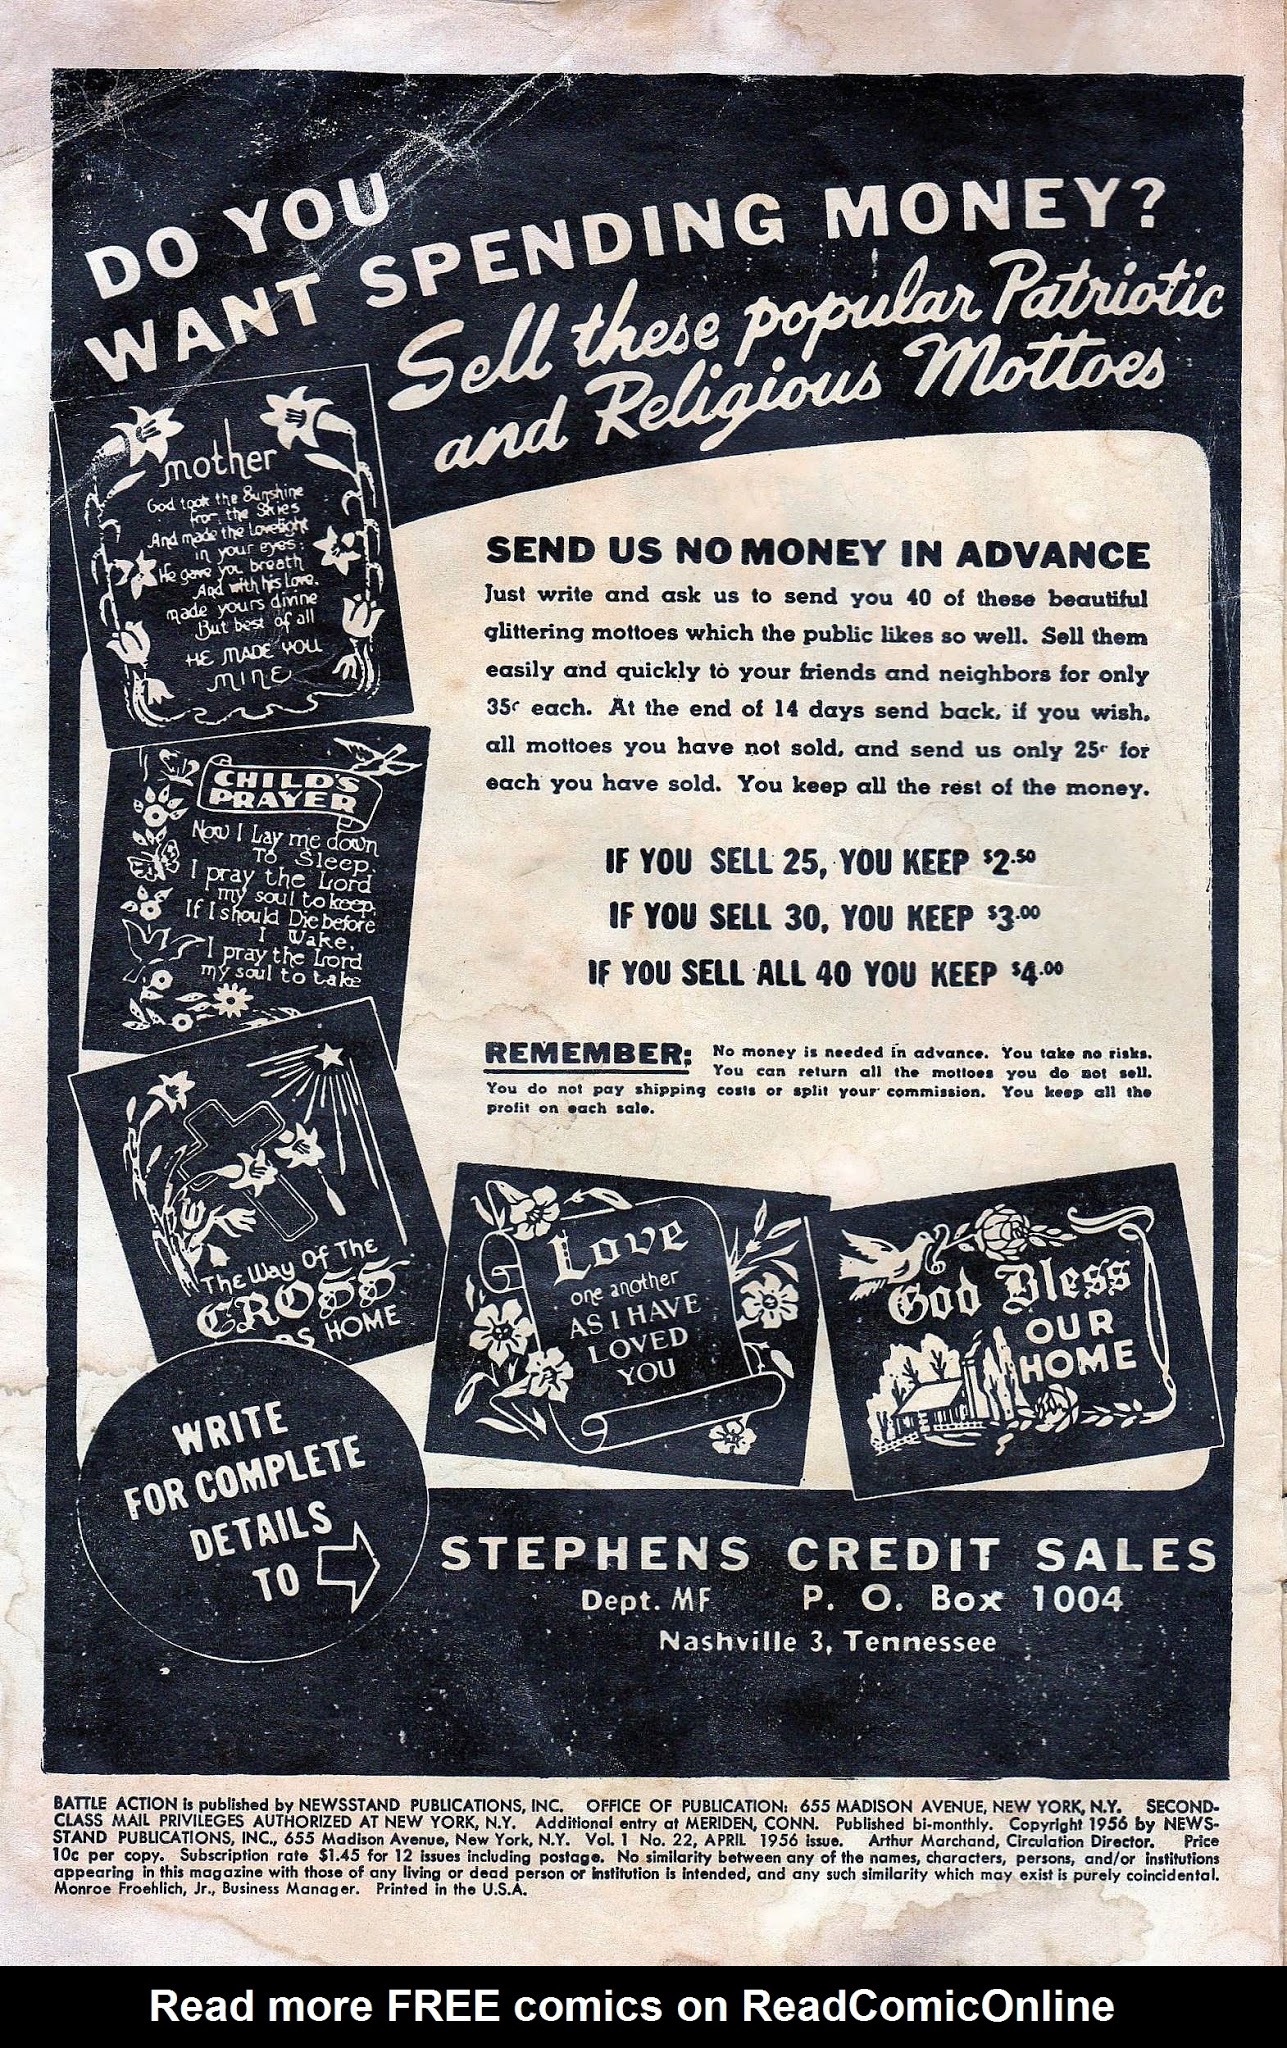 DO YOU
WANT SPENDING MONEY?
Sell these popular Patriotic
and Religious Mottoes
mother
God took the Sunshine
from the Skies
And made the Lovelight
in your eyes.
He gave you breath
And with his Love,
made yours divine
But best of all
HE MADE YOU
MINE
CHILD'S
PRAYER
Now I Lay me down
To Sleep,
I pray the Lord
my soul to keep,
If I should Die before
I Wake,
I pray the Lord
my soul to take
The Way Of The
CROSS
DS HOME
SEND US NO MONEY IN ADVANCE
Just write and ask us to send you 40 of these beautiful
glittering mottoes which the public likes so well. Sell them
easily and quickly to your friends and neighbors for only
35c each. At the end of 14 days send back, if you wish,
all mottoes you have not sold, and send us only 25c for
each you have sold. You keep all the rest of the money.
IF YOU SELL 25, YOU KEEP $2.50
IF YOU SELL 30, YOU KEEP $3.00
IF YOU SELL ALL 40 YOU KEEP $4.00
REMEMBER: No money is needed in advance. You take no risks.
You can return all the mottoes you do not sell.
You do not pay shipping costs or split your commission. You keep all the
profit on each sale.
Love
one another
AS I HAVE
LOVED
YOU
God Bless
OUR
HOME
WRITE
FOR COMPLETE
DETAILS
TO
STEPHENS CREDIT SALES
Dept. MF P. O. Box 1004
Nashville 3, Tennessee
BATTLE ACTION is published by NEWSSTAND PUBLICATIONS, INC. OFFICE OF PUBLICATION: 655 MADISON AVENUE, NEW YORK, N.Y. SECOND-
CLASS MAIL PRIVILEGES AUTHORIZED AT NEW YORK, N.Y. Additional entry at MERIDEN, CONN. Published bi-monthly. Copyright 1956 by NEWS-
STAND PUBLICATIONS, INC., 655 Madison Avenue, New York, N.Y. Vol. 1 No. 22, APRIL 1956 issue. Arthur Marchand, Circulation Director. Price
10c per copy. Subscription rate $1.45 for 12 issues including postage. No similarity between any of the names, characters, persons, and/or institutions
appearing in this magazine with those of any living or dead person or institution is intended, and any such similarity which may exist is purely coincidental.
Monroe Froehlich, Jr., Business Manager. Printed in the U.S.A.
Read more FREE comics on ReadComicOnline